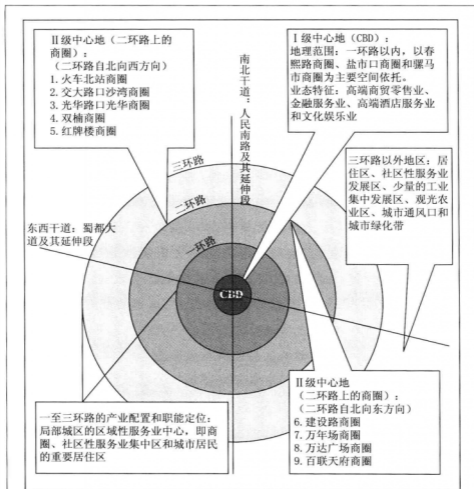 II级中心地（二环路上的
商圈）：
（二环路自北向西方向）
1. 火车北站商圈
2. 交大路口沙湾商圈
3. 光华路口光华商圈
4. 双楠商圈
5. 红牌楼商圈
南北干道：人民南路及其延伸段
I级中心地（CBD）：
地理范围：一环路以内，以春
熙路商圈、盐市口商圈和骡马
市商圈为主要空间依托。
业态特征：高端商贸零售业、
金融服务业、高端酒店服务业
和文化娱乐业
三环路以外地区：居
住区、社区性服务业
发展区、少量的工业
集中发展区、观光农
业区、城市通风口和
城市绿化带
三环路
二环路
一环路
东西干道：蜀都大
道及其延伸段
CBD
一至三环路的产业配置和职能定位：
局部城区的区域性服务业中心，即商
圈、社区性服务业集中区和城市居民
的重要居住区
II级中心地
（二环路上的商圈）：
（二环路自北向东方向）
6. 建设路商圈
7. 万年场商圈
8. 万达广场商圈
9. 百联天府商圈